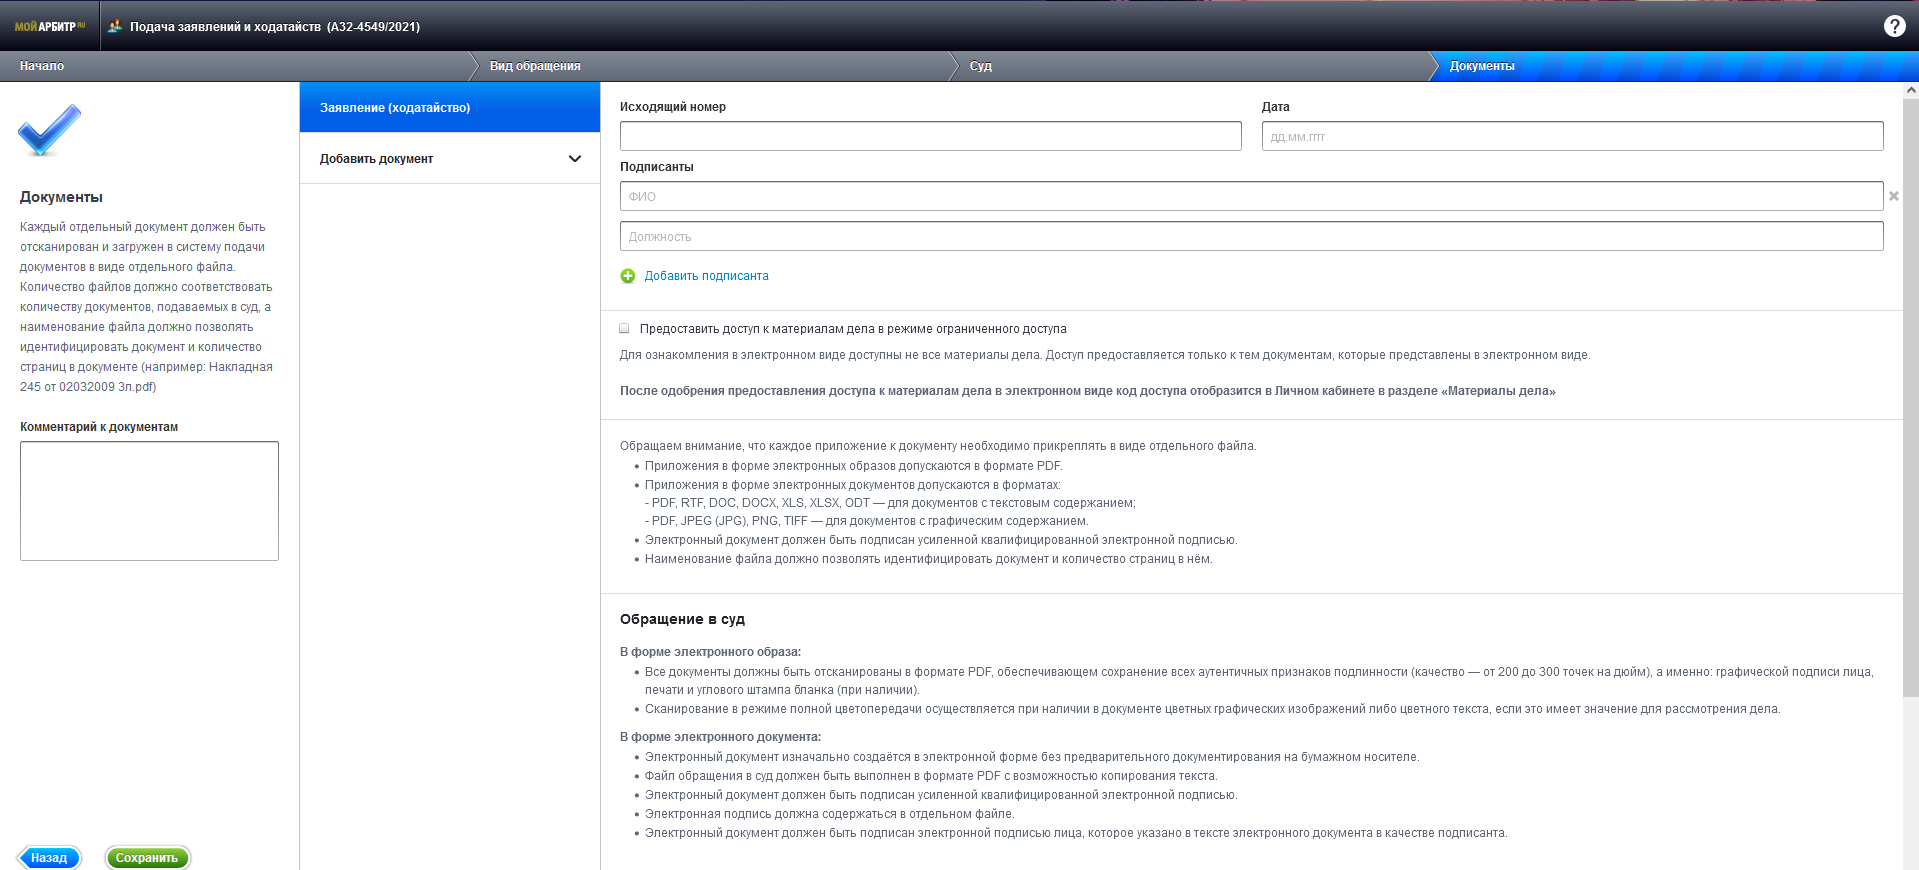 МОЙ АРБИТР.RU
Подача заявлений и ходатайств (А32-4549/2021)
?
Начало
Вид обращения
Суд
Документы
Документы
Каждый отдельный документ должен быть
отсканирован и загружен в систему подачи
документов в виде отдельного файла.
Количество файлов должно соответствовать
количеству документов, подаваемых в суд, а
наименование файла должно позволять
идентифицировать документ и количество
страниц в документе (например: Накладная
245 от 02032009 3л.pdf)
Комментарий к документам
Назад
Сохранить
Заявление (ходатайство)
Добавить документ
Исходящий номер
Дата
дд.мм.гггг
Подписанты
ФИО
Должность
Добавить подписанта
Предоставить доступ к материалам дела в режиме ограниченного доступа
Для ознакомления в электронном виде доступны не все материалы дела. Доступ предоставляется только к тем документам, которые представлены в электронном виде.
После одобрения предоставления доступа к материалам дела в электронном виде код доступа отобразится в Личном кабинете в разделе «Материалы дела»
Обращаем внимание, что каждое приложение к документу необходимо прикреплять в виде отдельного файла.
• Приложения в форме электронных образов допускаются в формате PDF.
• Приложения в форме электронных документов допускаются в форматах:
- PDF, RTF, DOC, DOCX, XLS, XLSX, ODT — для документов с текстовым содержанием;
- PDF, JPEG (JPG), PNG, TIFF — для документов с графическим содержанием.
• Электронный документ должен быть подписан усиленной квалифицированной электронной подписью.
• Наименование файла должно позволять идентифицировать документ и количество страниц в нём.
Обращение в суд
В форме электронного образа:
• Все документы должны быть отсканированы в формате PDF, обеспечивающем сохранение всех аутентичных признаков подлинности (качество — от 200 до 300 точек на дюйм), а именно: графической подписи лица,
печати и углового штампа бланка (при наличии).
• Сканирование в режиме полной цветопередачи осуществляется при наличии в документе цветных графических изображений либо цветного текста, если это имеет значение для рассмотрения дела.
В форме электронного документа:
• Электронный документ изначально создаётся в электронной форме без предварительного документирования на бумажном носителе.
• Файл обращения в суд должен быть выполнен в формате PDF с возможностью копирования текста.
• Электронный документ должен быть подписан усиленной квалифицированной электронной подписью.
• Электронная подпись должна содержаться в отдельном файле.
• Электронный документ должен быть подписан электронной подписью лица, которое указано в тексте электронного документа в качестве подписанта.